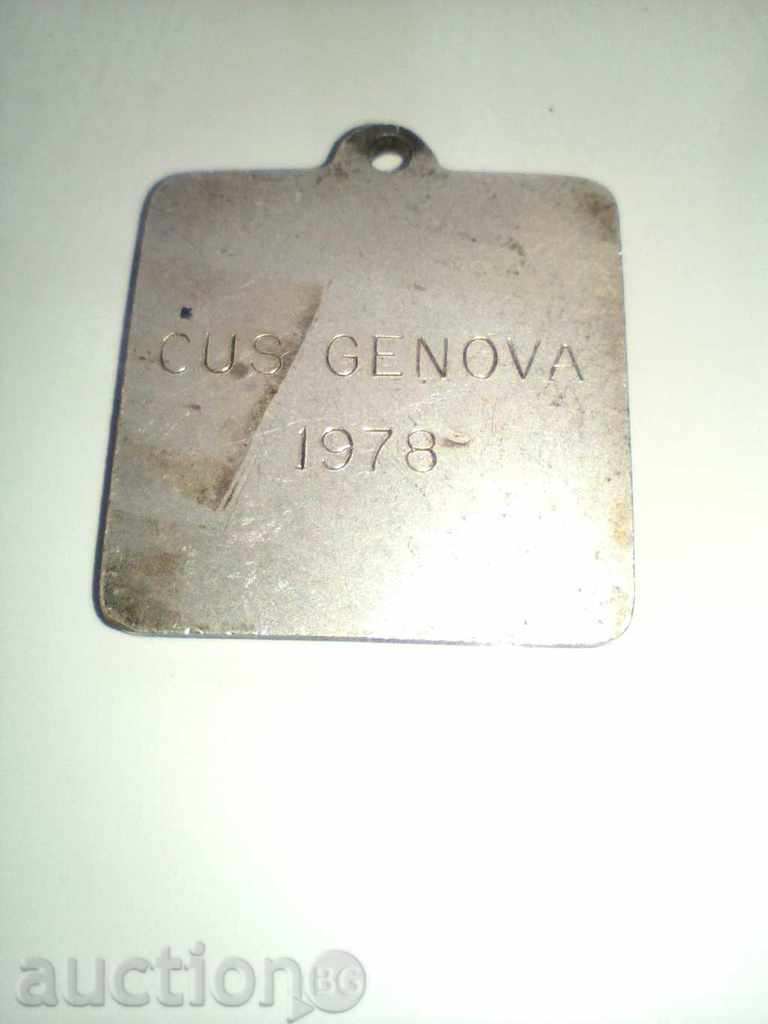 CUS GENOVA
1978
auction BG